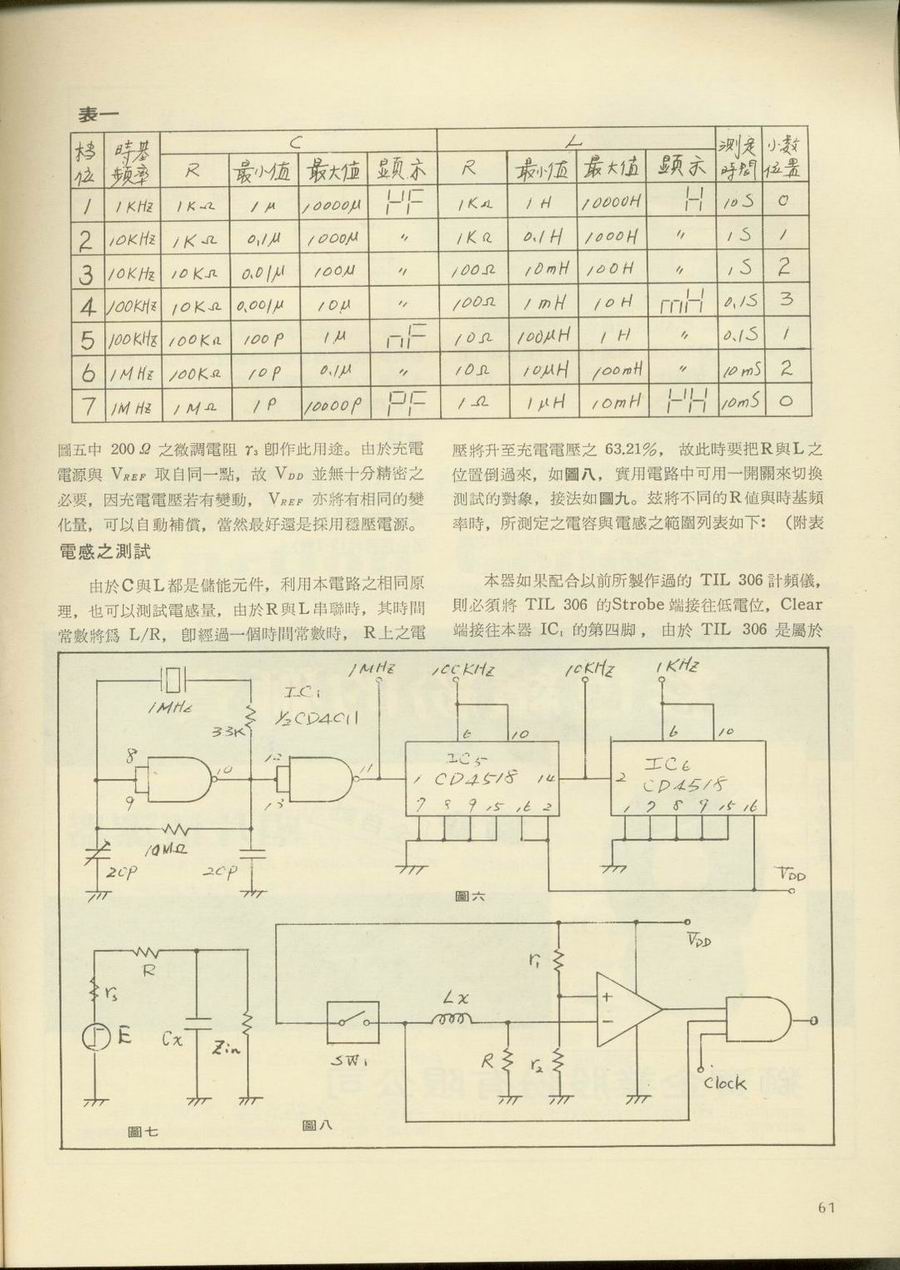 表一
档位 時基頻率 C L 測定時間 小数位置
R 最小值 最大值 顯示 R 最小值 最大值 顯示
1 1KHz 1KΩ 1μ 10000μ μF 1KΩ 1H 10000H H 10S 0
2 10KHz 1KΩ 0.1μ 1000μ 〃 1KΩ 0.1H 1000H 〃 1S 1
3 10KHz 10KΩ 0.01μ 100μ 〃 100Ω 10mH 100H 〃 1S 2
4 100KHz 10KΩ 0.001μ 10μ 〃 100Ω 1mH 10H mH 0.1S 3
5 100KHz 100KΩ 100P 1μ nF 10Ω 100μH 1H 〃 0.1S 1
6 1MHz 100KΩ 10P 0.1μ 〃 10Ω 10μH 100mH 〃 10mS 2
7 1MHz 1MΩ 1P 10000P PF 1Ω 1μH 10mH μH 10mS 0
圖五中 200 Ω 之微調電阻 r₃ 卽作此用途。由於充電
電源與 VREF 取自同一點，故 VDD 並無十分精密之
必要，因充電電壓若有變動， VREF 亦將有相同的變
化量，可以自動補償，當然最好還是採用穩壓電源。
電感之測試
由於C與L都是儲能元件，利用本電路之相同原
理，也可以測試電感量，由於R與L串聯時，其時間
常數將爲 L/R， 卽經過一個時間常數時， R上之電
壓將升至充電電壓之 63.21%， 故此時要把R與L之
位置倒過來，如圖八，實用電路中可用一開關來切換
測試的對象，接法如圖九。玆將不同的R値與時基頻
率時，所測定之電容與電感之範圍列表如下：（附表
本器如果配合以前所製作過的 TIL 306計頻儀，
則必須將 TIL 306 的Strobe 端接往低電位，Clear
端接往本器 IC₁ 的第四脚， 由於 TIL 306 是屬於
1MHz 100KHz 10KHz 1KHz
1MHz
IC₁
½CD4011
33K
6 10 6 10
8 10 12 11
9 13
IC5
1 CD4518 14
7 8 9 15 16 2
IC6
2 CD4518
1 7 8 9 15 16
10MΩ
20P 20P
VDD
圖六
R
rs
E Cx Zin
圖七
VDD
r₁
Lx
+
−
SW₁
R r₂
clock
圖八
61